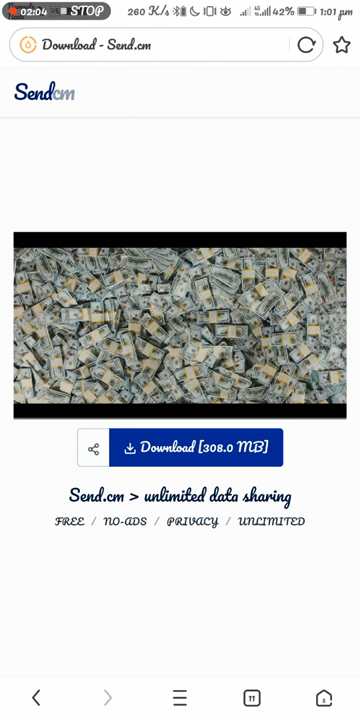 02:04 STOP 260 K/s 4G 42% 1:01 pm
Download - Send.cm
Sendcm
Download [308.0 MB]
Send.cm > unlimited data sharing
FREE / NO-ADS / PRIVACY / UNLIMITED